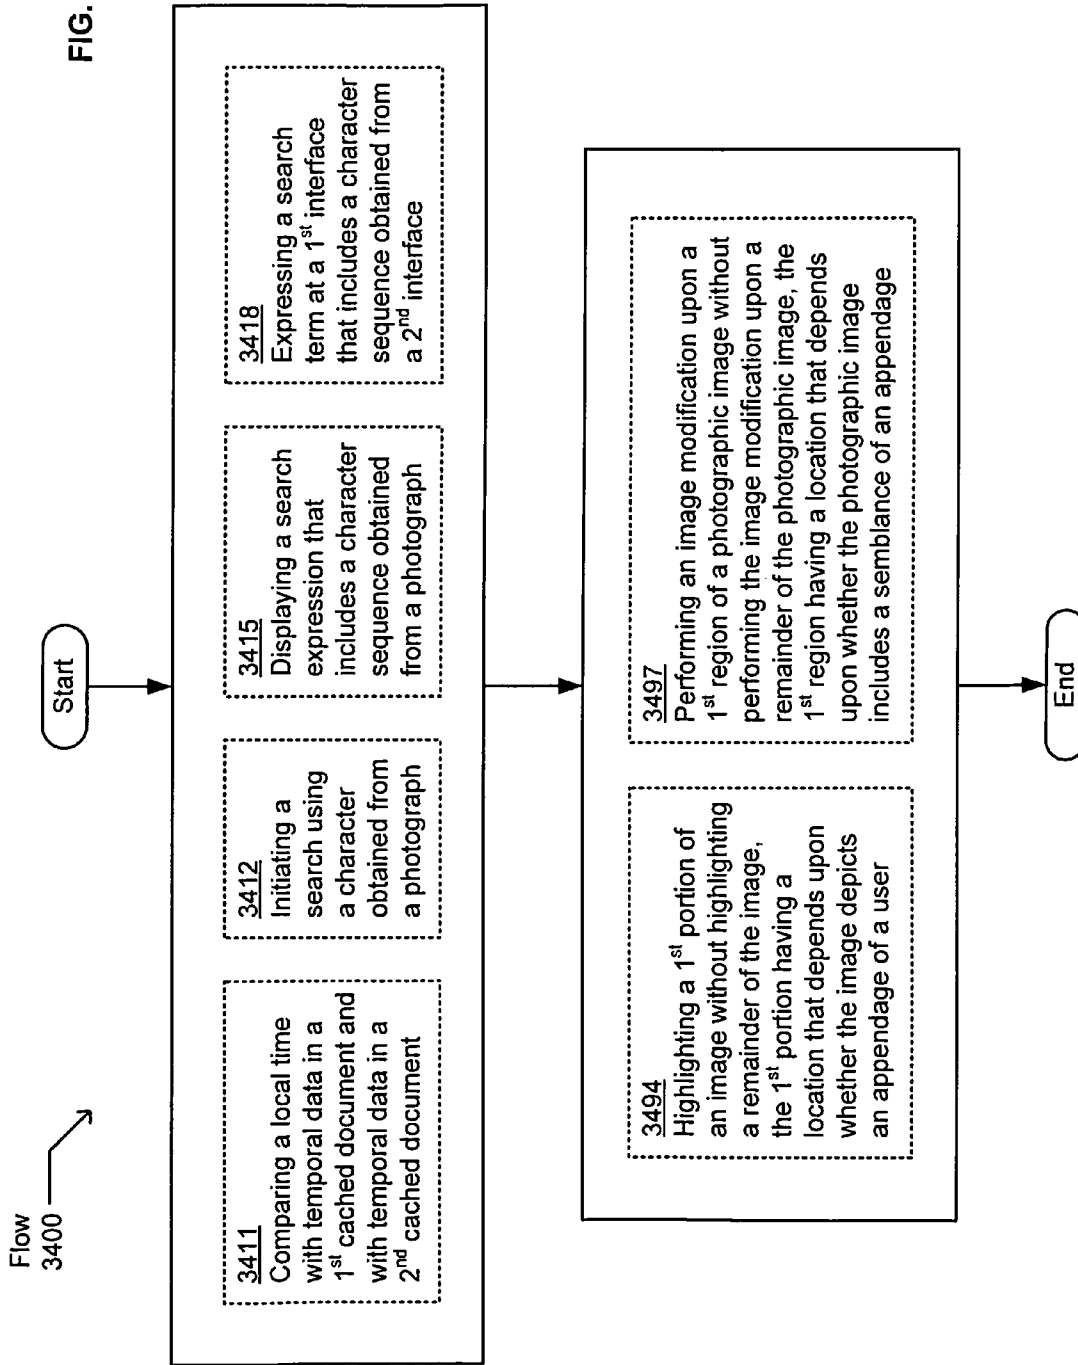 FIG.
Flow
3400
Start
3411
Comparing a local time
with temporal data in a
1st cached document and
with temporal data in a
2nd cached document
3412
Initiating a
search using
a character
obtained from
a photograph
3415
Displaying a search
expression that
includes a character
sequence obtained
from a photograph
3418
Expressing a search
term at a 1st interface
that includes a character
sequence obtained from
a 2nd interface
3494
Highlighting a 1st portion of
an image without highlighting
a remainder of the image,
the 1st portion having a
location that depends upon
whether the image depicts
an appendage of a user
3497
Performing an image modification upon a
1st region of a photographic image without
performing the image modification upon a
remainder of the photographic image, the
1st region having a location that depends
upon whether the photographic image
includes a semblance of an appendage
End